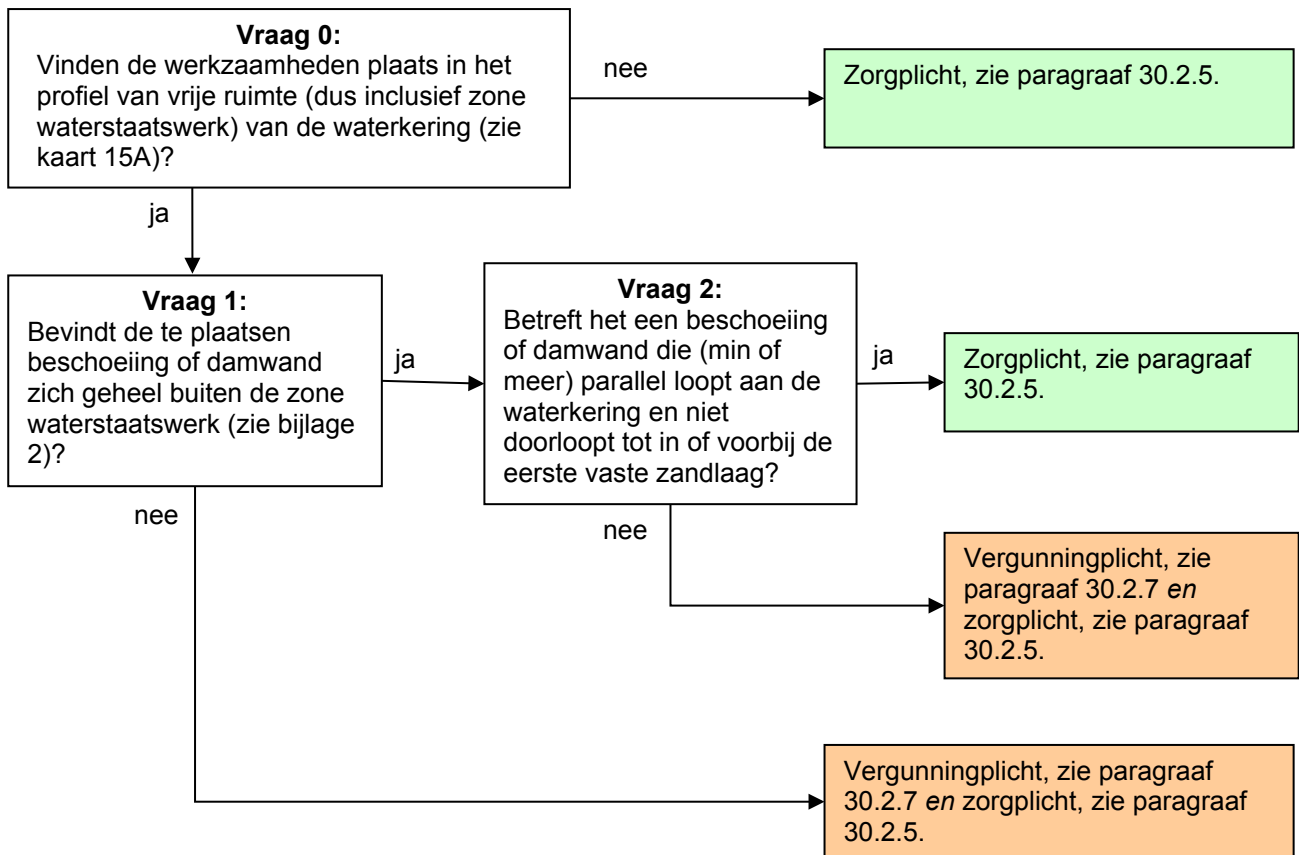 Vraag 0:
Vinden de werkzaamheden plaats in het
profiel van vrije ruimte (dus inclusief zone
waterstaatswerk) van de waterkering (zie
kaart 15A)?
nee
Zorgplicht, zie paragraaf 30.2.5.
ja
Vraag 1:
Bevindt de te plaatsen
beschoeiing of damwand
zich geheel buiten de zone
waterstaatswerk (zie bijlage
2)?
ja
Vraag 2:
Betreft het een beschoeiing
of damwand die (min of
meer) parallel loopt aan de
waterkering en niet
doorloopt tot in of voorbij de
eerste vaste zandlaag?
ja
Zorgplicht, zie paragraaf
30.2.5.
nee
nee
Vergunningplicht, zie
paragraaf 30.2.7 en
zorgplicht, zie paragraaf
30.2.5.
Vergunningplicht, zie paragraaf
30.2.7 en zorgplicht, zie paragraaf
30.2.5.